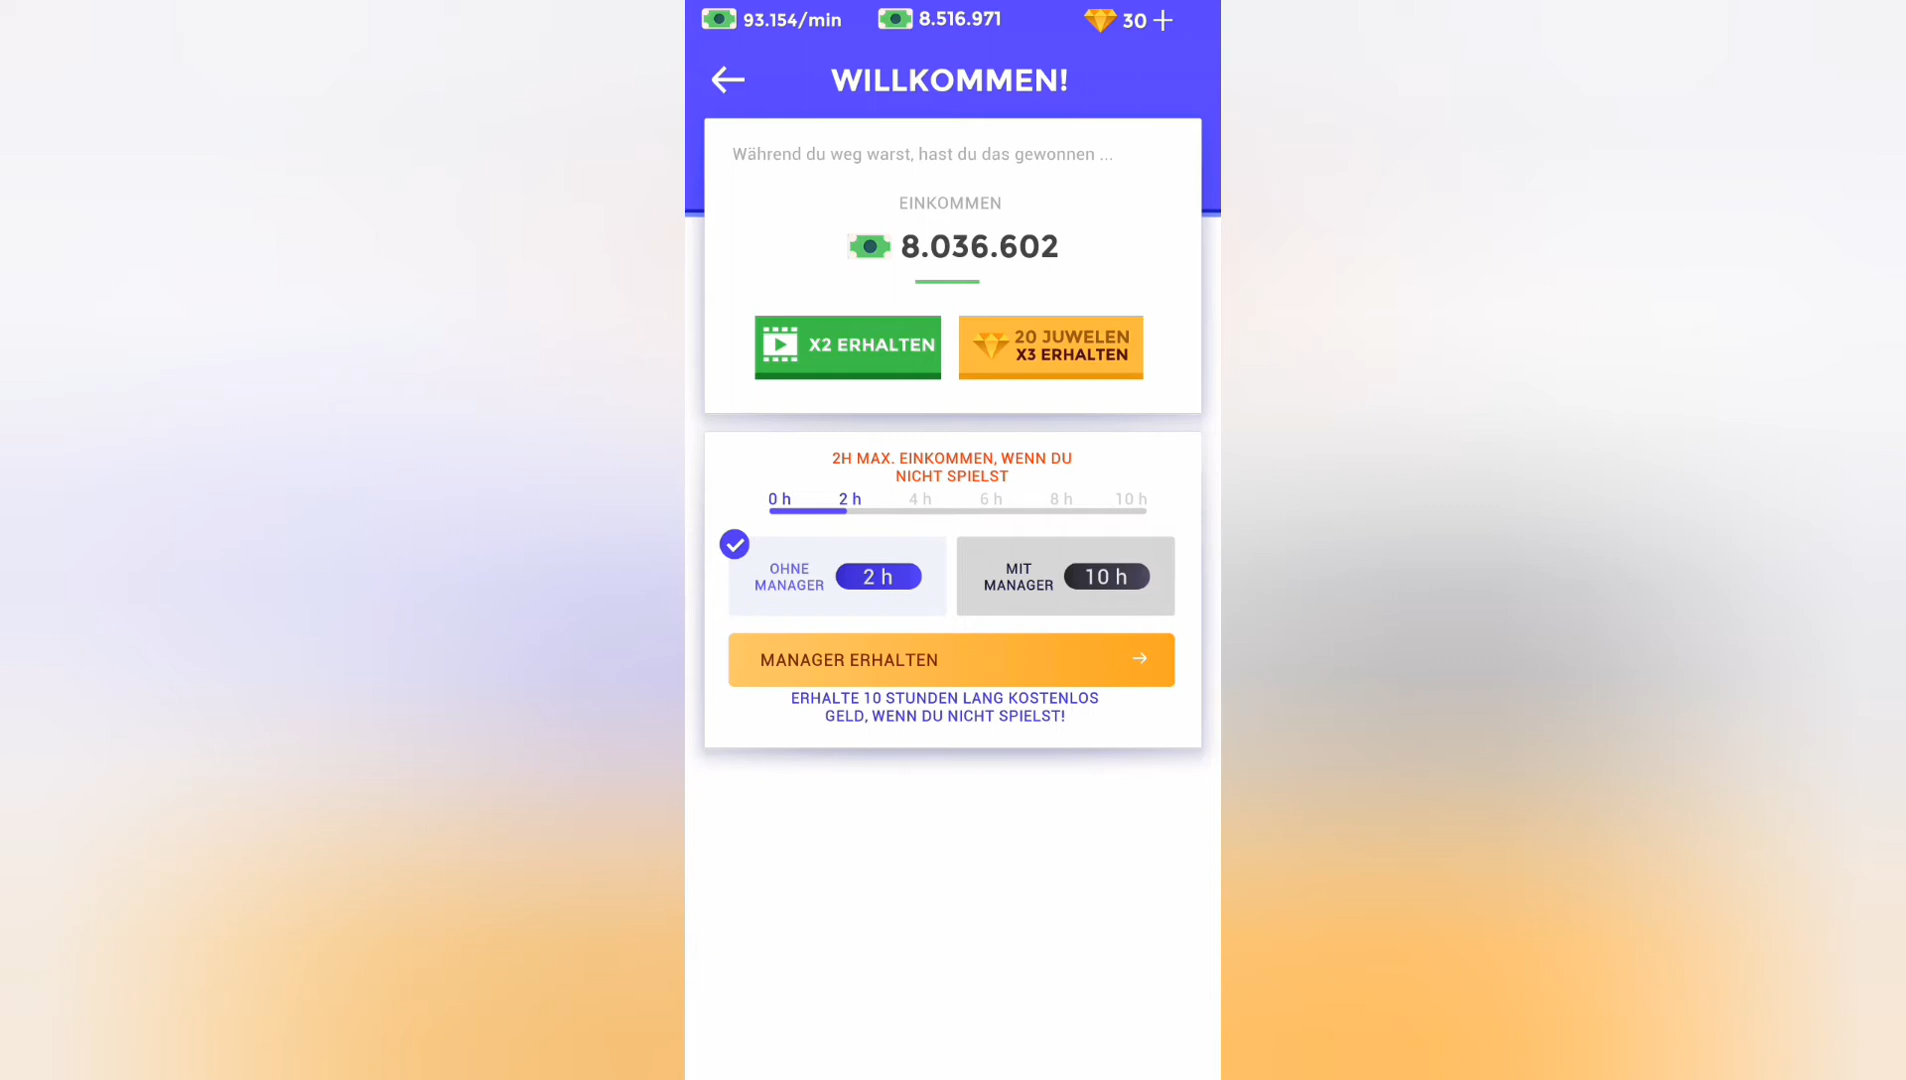 93.154/min 8.516.971 30
WILLKOMMEN!
Während du weg warst, hast du das gewonnen ...
EINKOMMEN
8.036.602
X2 ERHALTEN
20 JUWELEN
X3 ERHALTEN
2H MAX. EINKOMMEN, WENN DU
NICHT SPIELST
0 h 2 h 4 h 6 h 8 h 10 h
OHNE
MANAGER
2 h
MIT
MANAGER
10 h
MANAGER ERHALTEN
ERHALTE 10 STUNDEN LANG KOSTENLOS
GELD, WENN DU NICHT SPIELST!